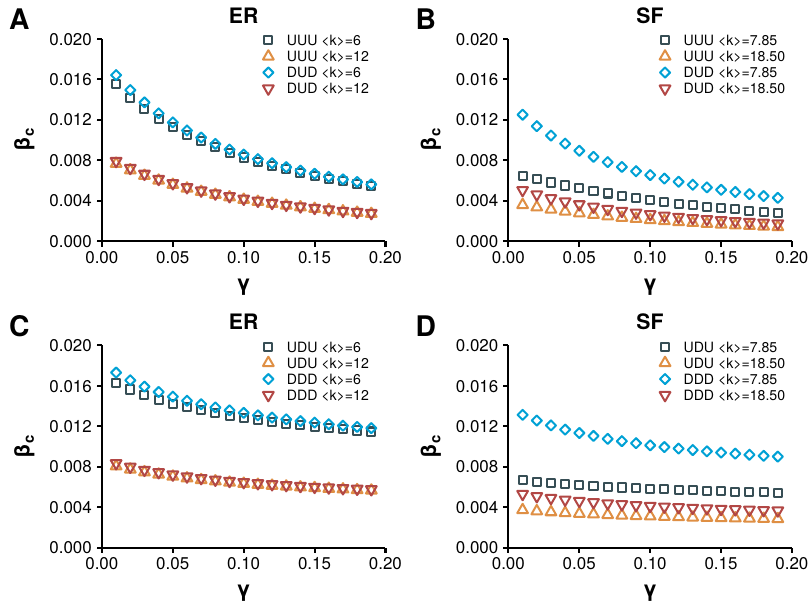 A
ER
0.020
0.016
0.012
0.008
0.004
0.000
βc
UUU <k>=6
UUU <k>=12
DUD <k>=6
DUD <k>=12
0.00 0.05 0.10 0.15 0.20
γ
B
SF
0.020
0.016
0.012
0.008
0.004
0.000
βc
UUU <k>=7.85
UUU <k>=18.50
DUD <k>=7.85
DUD <k>=18.50
0.00 0.05 0.10 0.15 0.20
γ
C
ER
0.020
0.016
0.012
0.008
0.004
0.000
βc
UDU <k>=6
UDU <k>=12
DDD <k>=6
DDD <k>=12
0.00 0.05 0.10 0.15 0.20
γ
D
SF
0.020
0.016
0.012
0.008
0.004
0.000
βc
UDU <k>=7.85
UDU <k>=18.50
DDD <k>=7.85
DDD <k>=18.50
0.00 0.05 0.10 0.15 0.20
γ